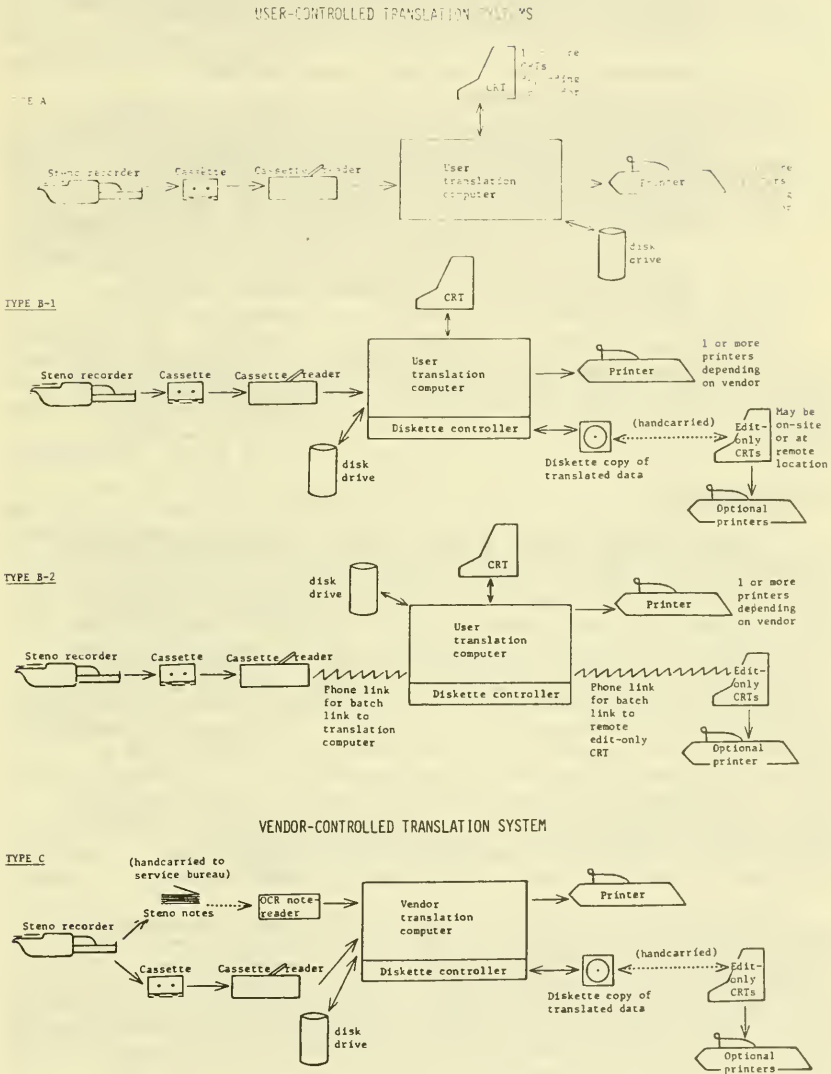 USER-CONTROLLED TRANSLATION
CRT
Steno recorder
Cassette
Cassette reader
User
translation
computer
Printer
disk
drive
TYPE B-1
CRT
Steno recorder
Cassette
Cassette reader
User
translation
computer
Diskette controller
disk
drive
Printer
1 or more
printers
depending
on vendor
(handcarried)
Diskette copy of
translated data
Edit-
only
CRTs
May be
on-site
or at
remote
location
Optional
printers
TYPE B-2
disk
drive
CRT
User
translation
computer
Diskette controller
Printer
1 or more
printers
depending
on vendor
Steno recorder
Cassette
Cassette reader
Phone link
for batch
link to
translation
computer
Phone link
for batch
link to
remote
edit-only
CRT
Edit-
only
CRTs
Optional
printer
VENDOR-CONTROLLED TRANSLATION SYSTEM
TYPE C
(handcarried to
service bureau)
Steno notes
OCR note-
reader
Steno recorder
Cassette
Cassette reader
Vendor
translation
computer
Diskette controller
disk
drive
Printer
(handcarried)
Diskette copy of
translated data
Edit-
only
CRTs
Optional
printers